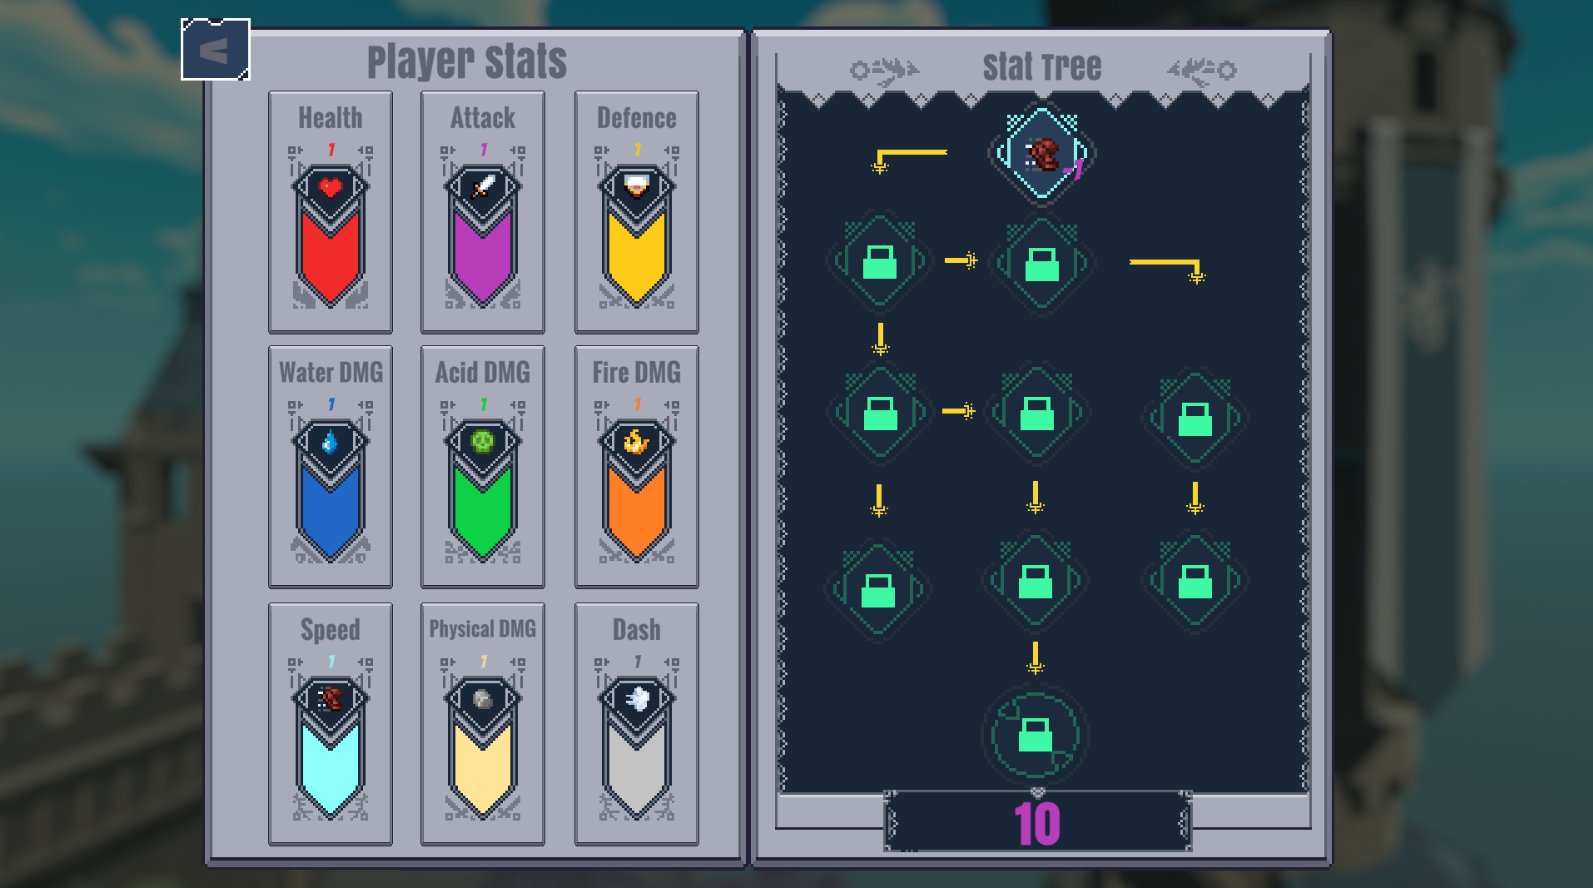 <
Player Stats
Health
1
Attack
1
Defence
1
Water DMG
1
Acid DMG
1
Fire DMG
1
Speed
1
Physical DMG
1
Dash
1
Stat Tree
-1
10